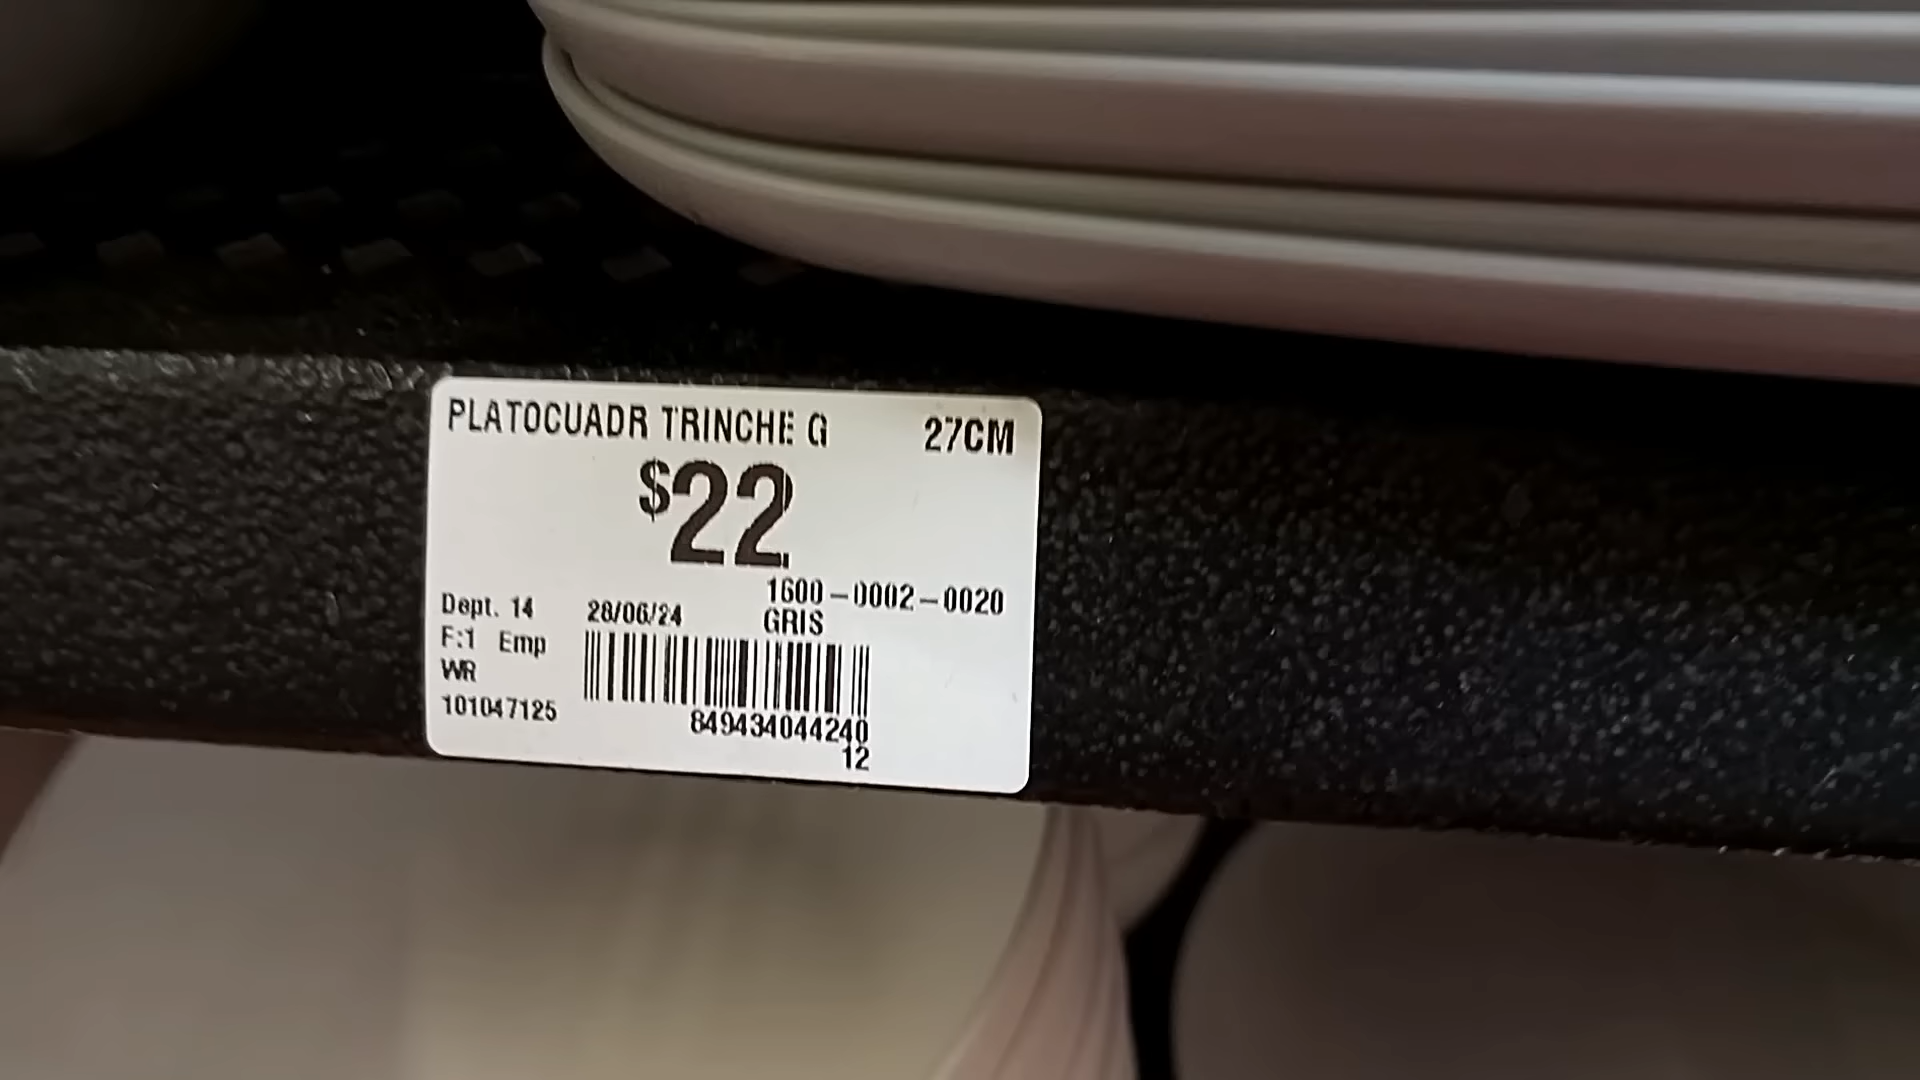 PLATOCUADR TRINCHE G 27CM
$22
1600-0002-0020
Dept. 14 28/06/24 GRIS
F:1 Emp
WR
101047125 849434044240
12